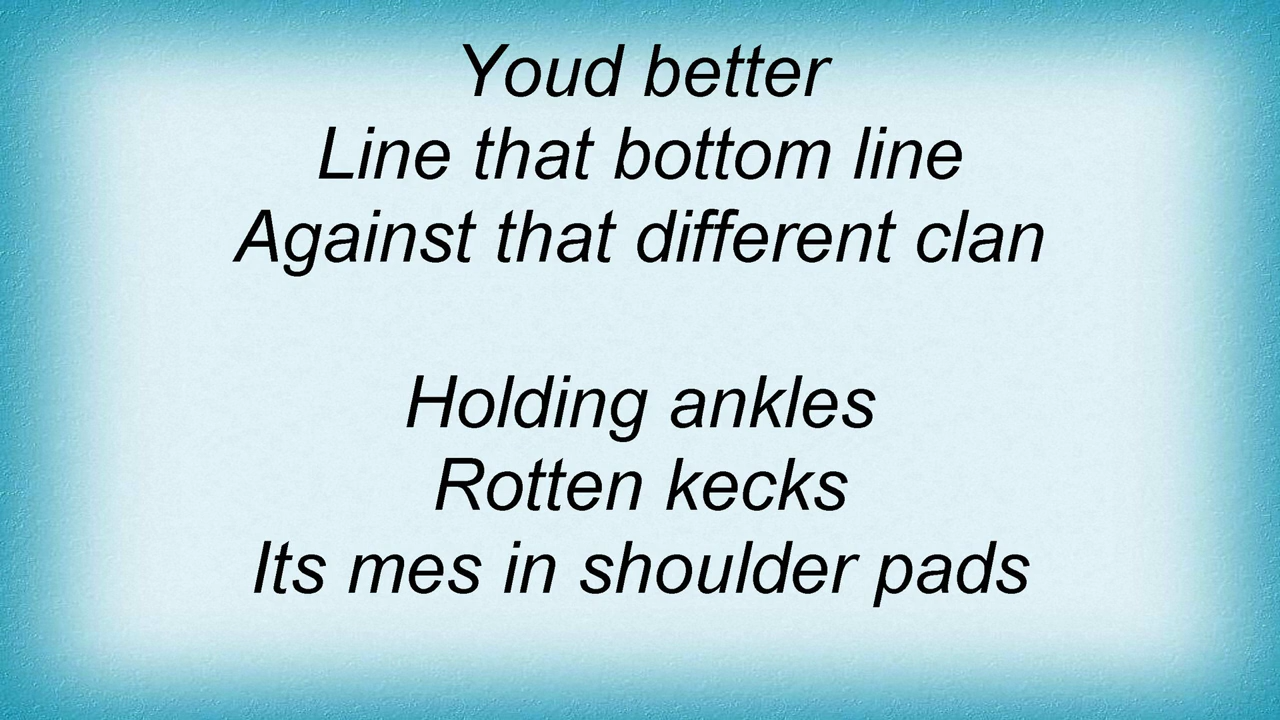 Youd better
Line that bottom line
Against that different clan
Holding ankles
Rotten kecks
Its mes in shoulder pads